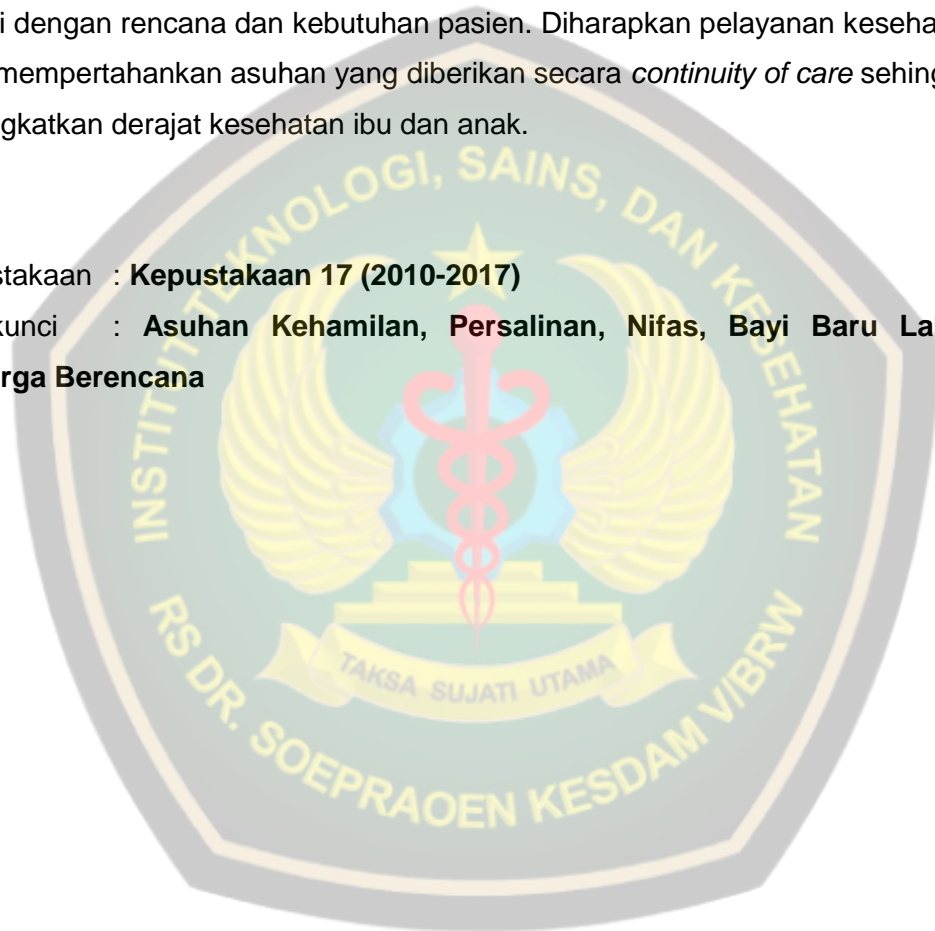 i dengan rencana dan kebutuhan pasien. Diharapkan pelayanan keseha
mempertahankan asuhan yang diberikan secara continuity of care sehing
gkatkan derajat kesehatan ibu dan anak.
stakaan : Kepustakaan 17 (2010-2017)
kunci : Asuhan Kehamilan, Persalinan, Nifas, Bayi Baru La
rga Berencana
INSTITUT TEKNOLOGI, SAINS, DAN KESEHATAN
TAKSA SUJATI UTAMA
RS DR. SOEPRAOEN KESDAM V/BRW